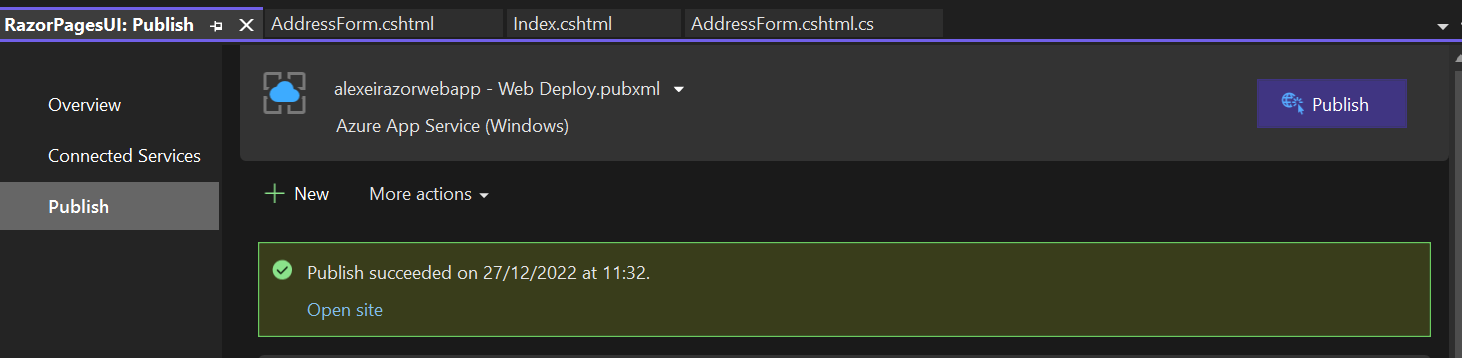 RazorPagesUI: Publish AddressForm.cshtml Index.cshtml AddressForm.cshtml.cs
Overview
Connected Services
Publish
alexeirazorwebapp - Web Deploy.pubxml
Azure App Service (Windows)
Publish
New More actions
Publish succeeded on 27/12/2022 at 11:32.
Open site